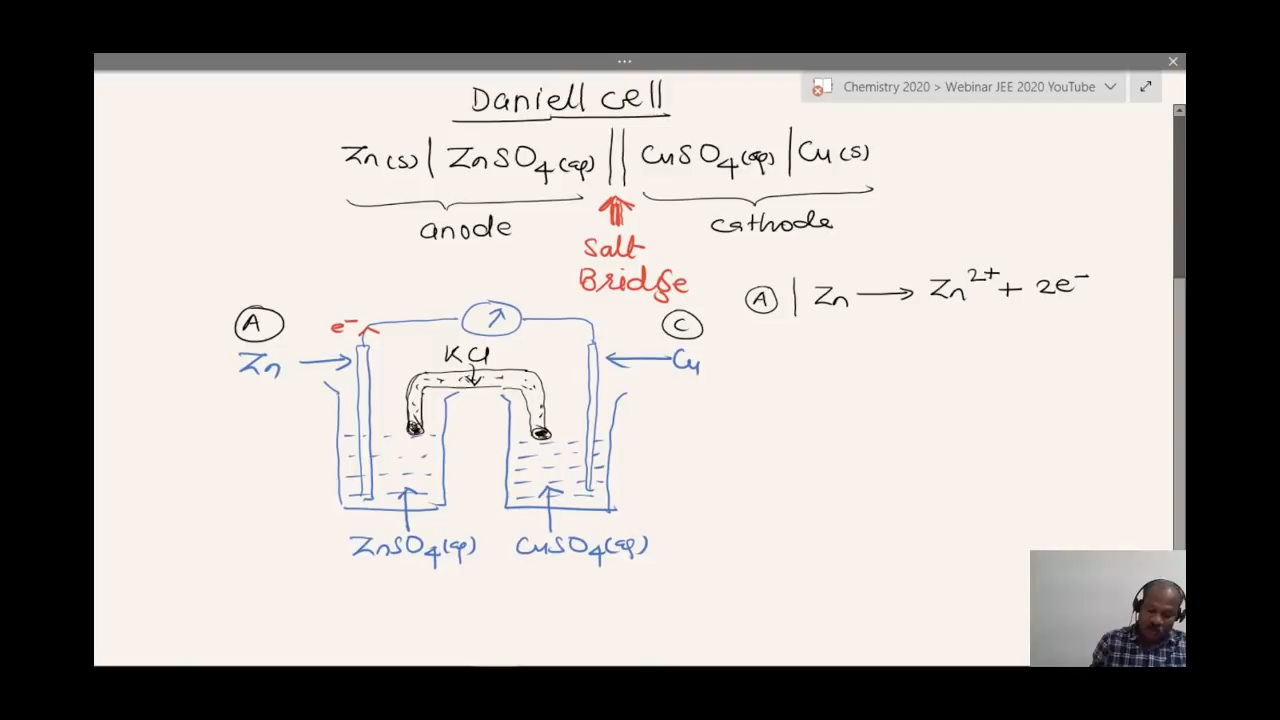 Chemistry 2020 > Webinar JEE 2020 YouTube
Daniell cell
Zn(s) | ZnSO4(aq) || CuSO4(aq) | Cu(s)
anode
cathode
Salt
Bridge
A | Zn → Zn2+ + 2e-
A
e-
C
Zn
KCl
Cu
ZnSO4(aq)
CuSO4(aq)